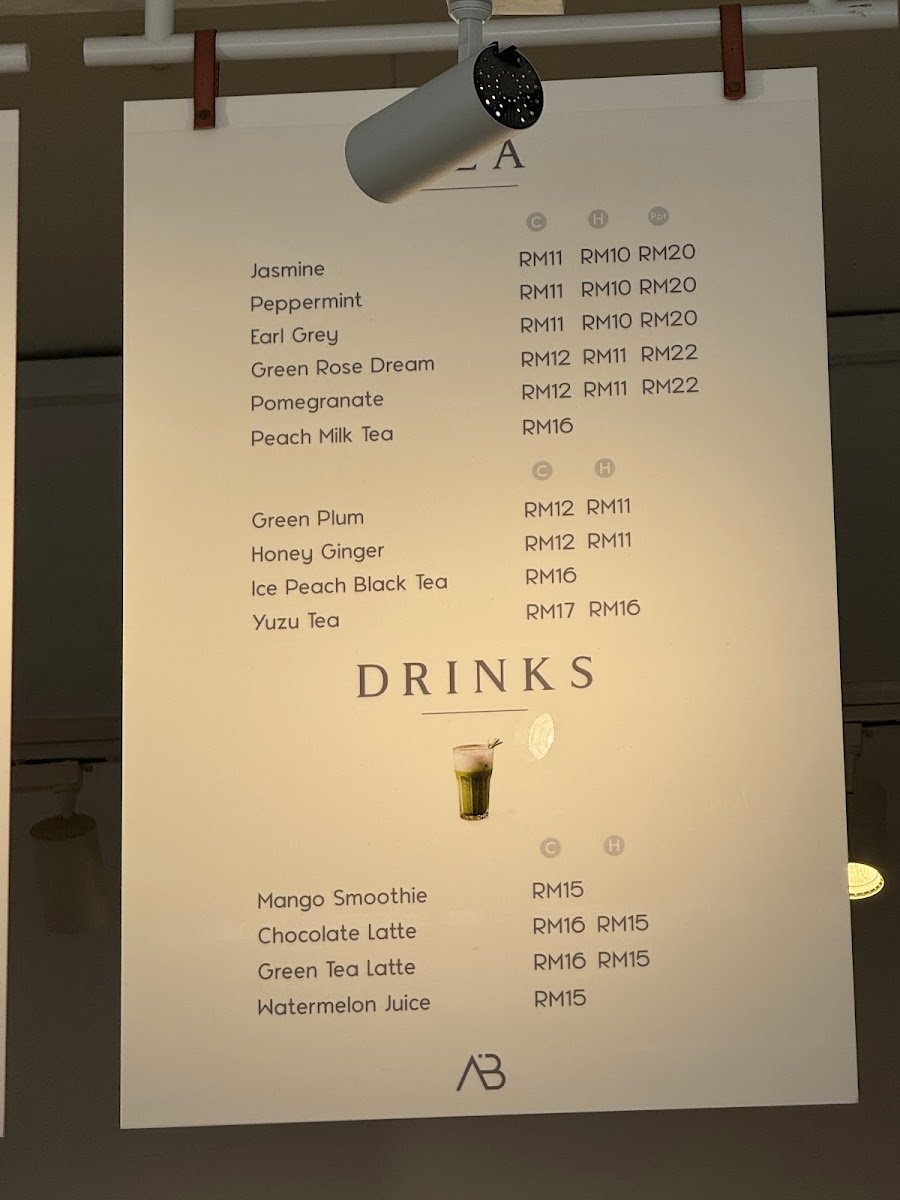 C H Pot
Jasmine RM11 RM10 RM20
Peppermint RM11 RM10 RM20
Earl Grey RM11 RM10 RM20
Green Rose Dream RM12 RM11 RM22
Pomegranate RM12 RM11 RM22
Peach Milk Tea RM16
C H
Green Plum RM12 RM11
Honey Ginger RM12 RM11
Ice Peach Black Tea RM16
Yuzu Tea RM17 RM16
DRINKS
C H
Mango Smoothie RM15
Chocolate Latte RM16 RM15
Green Tea Latte RM16 RM15
Watermelon Juice RM15
ÄB